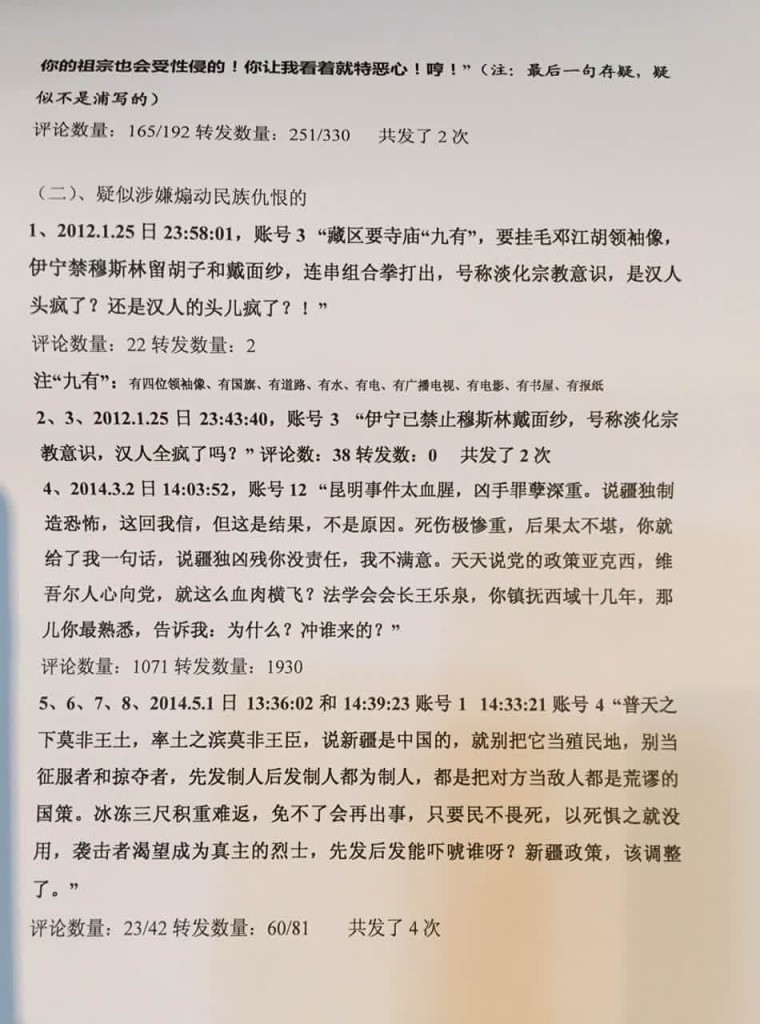 你的祖宗也会受性侵的！你让我看着就特恶心！哼！”（注：最后一句存疑，疑
似不是浦写的）
评论数量：165/192 转发数量：251/330 共发了 2 次
（二）、疑似涉嫌煽动民族仇恨的
1、2012.1.25 日 23:58:01，账号 3 “藏区要寺庙“九有”，要挂毛邓江胡领袖像，
伊宁禁穆斯林留胡子和戴面纱，连串组合拳打出，号称淡化宗教意识，是汉人
头疯了？还是汉人的头儿疯了？！”
评论数量：22 转发数量：2
注“九有”：有四位领袖像、有国旗、有道路、有水、有电、有广播电视、有电影、有书屋、有报纸
2、3、2012.1.25 日 23:43:40，账号 3 “伊宁已禁止穆斯林戴面纱，号称淡化宗
教意识，汉人全疯了吗？”评论数：38 转发数：0 共发了 2 次
4、2014.3.2 日 14:03:52，账号 12 “昆明事件太血腥，凶手罪孽深重。说疆独制
造恐怖，这回我信，但这是结果，不是原因。死伤极惨重，后果太不堪，你就
给了我一句话，说疆独凶残你没责任，我不满意。天天说党的政策亚克西，维
吾尔人心向党，就这么血肉横飞？法学会会长王乐泉，你镇抚西域十几年，那
儿你最熟悉，告诉我：为什么？冲谁来的？”
评论数量：1071 转发数量：1930
5、6、7、8、2014.5.1 日 13:36:02 和 14:39:23 账号 1 14:33:21 账号 4 “普天之
下莫非王土，率土之滨莫非王臣，说新疆是中国的，就别把它当殖民地，别当
征服者和掠夺者，先发制人后发制人都为制人，都是把对方当敌人都是荒谬的
国策。冰冻三尺积重难返，免不了会再出事，只要民不畏死，以死惧之就没
用，袭击者渴望成为真主的烈士，先发后发能吓唬谁呀？新疆政策，该调整
了。”
评论数量：23/42 转发数量：60/81 共发了 4 次